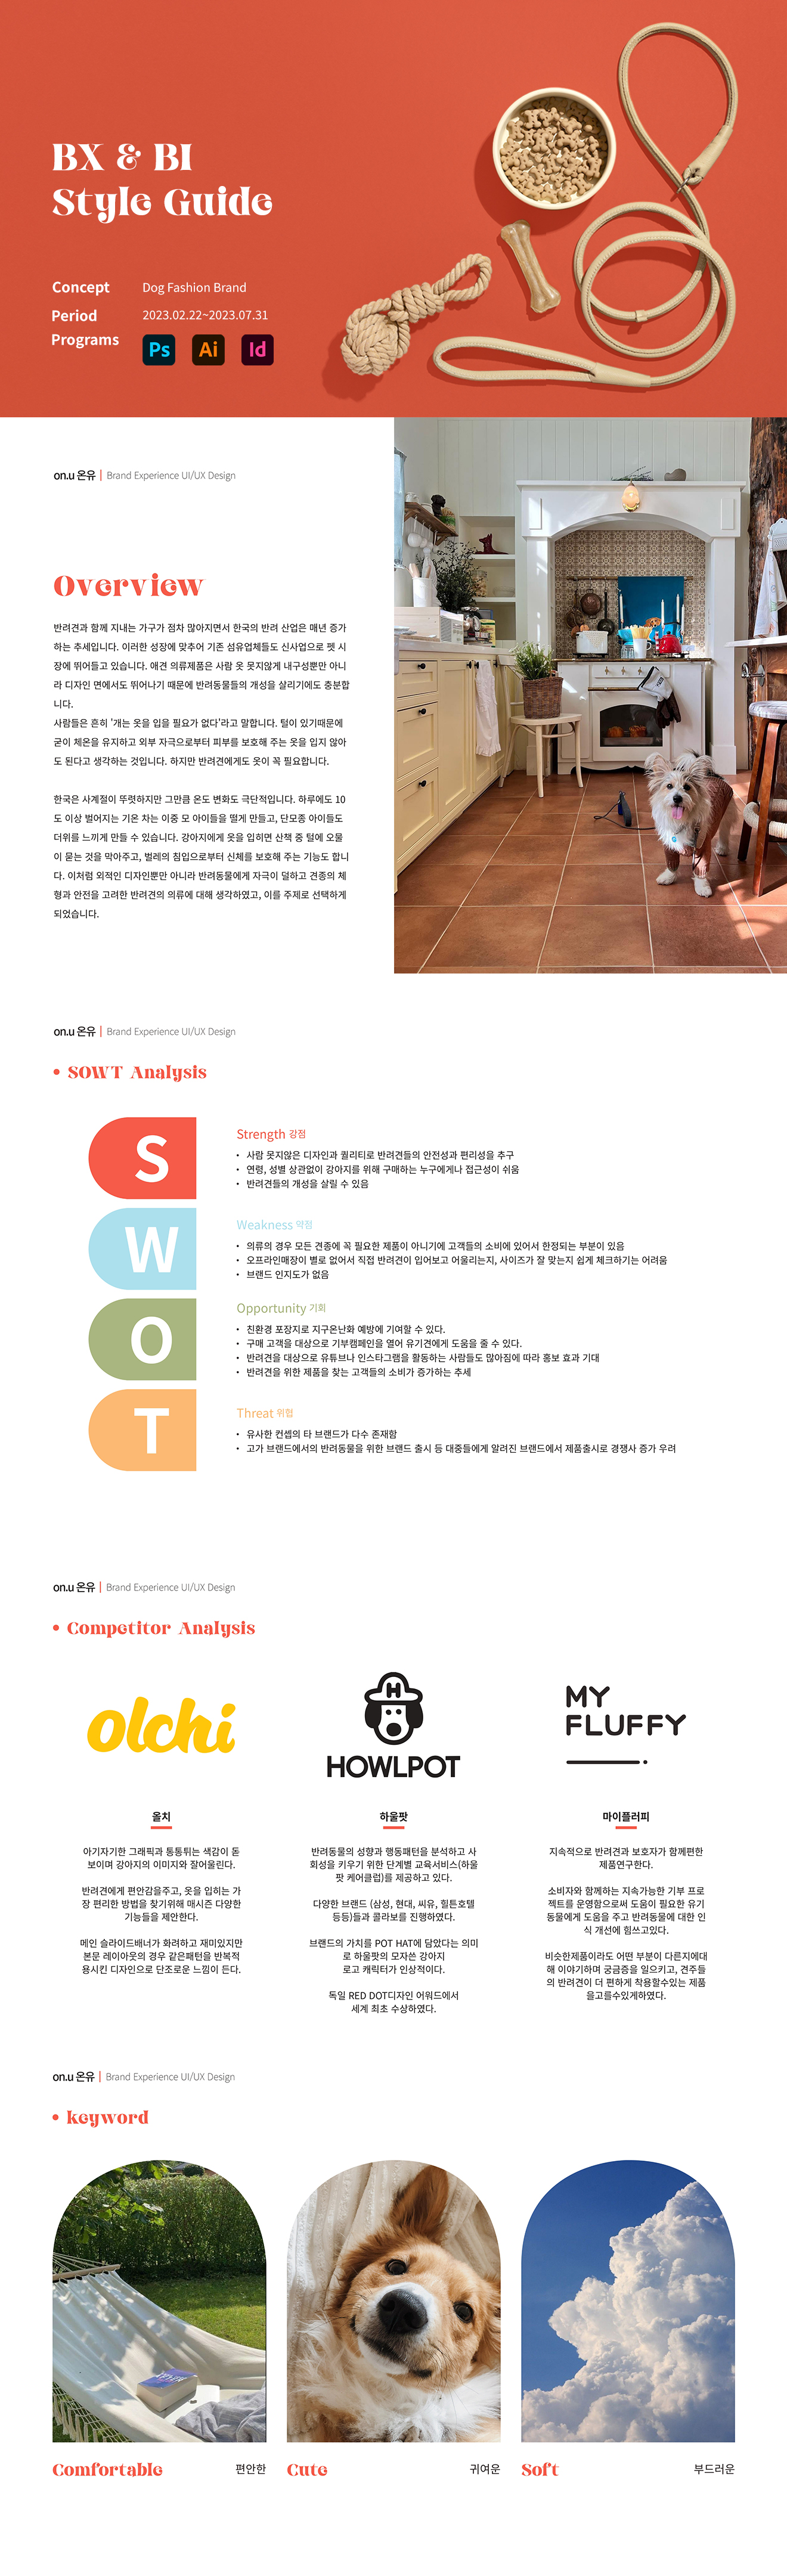 BX & BI
Style Guide
Concept Dog Fashion Brand
Period 2023.02.22~2023.07.31
Programs Ps Ai Id
on.u 온유 | Brand Experience UI/UX Design
Overview
반려견과 함께 지내는 가구가 점차 많아지면서 한국의 반려 산업은 매년 증가
하는 추세입니다. 이러한 성장에 맞추어 기존 섬유업체들도 신사업으로 펫 시
장에 뛰어들고 있습니다. 애견 의류제품은 사람 옷 못지않게 내구성뿐만 아니
라 디자인 면에서도 뛰어나기 때문에 반려동물들의 개성을 살리기에도 충분합
니다.
사람들은 흔히 '개는 옷을 입을 필요가 없다'라고 말합니다. 털이 있기때문에
굳이 체온을 유지하고 외부 자극으로부터 피부를 보호해 주는 옷을 입지 않아
도 된다고 생각하는 것입니다. 하지만 반려견에게도 옷이 꼭 필요합니다.
한국은 사계절이 뚜렷하지만 그만큼 온도 변화도 극단적입니다. 하루에도 10
도 이상 벌어지는 기온 차는 이중 모 아이들을 떨게 만들고, 단모종 아이들도
더위를 느끼게 만들 수 있습니다. 강아지에게 옷을 입히면 산책 중 털에 오물
이 묻는 것을 막아주고, 벌레의 침입으로부터 신체를 보호해 주는 기능도 합니
다. 이처럼 외적인 디자인뿐만 아니라 반려동물에게 자극이 덜하고 견종의 체
형과 안전을 고려한 반려견의 의류에 대해 생각하였고, 이를 주제로 선택하게
되었습니다.
on.u 온유 | Brand Experience UI/UX Design
• SOWT Analysis
S
Strength 강점
• 사람 못지않은 디자인과 퀄리티로 반려견들의 안전성과 편리성을 추구
• 연령, 성별 상관없이 강아지를 위해 구매하는 누구에게나 접근성이 쉬움
• 반려견들의 개성을 살릴 수 있음
W
Weakness 약점
• 의류의 경우 모든 견종에 꼭 필요한 제품이 아니기에 고객들의 소비에 있어서 한정되는 부분이 있음
• 오프라인매장이 별로 없어서 직접 반려견이 입어보고 어울리는지, 사이즈가 잘 맞는지 쉽게 체크하기는 어려움
• 브랜드 인지도가 없음
O
Opportunity 기회
• 친환경 포장지로 지구온난화 예방에 기여할 수 있다.
• 구매 고객을 대상으로 기부캠페인을 열어 유기견에게 도움을 줄 수 있다.
• 반려견을 대상으로 유튜브나 인스타그램을 활동하는 사람들도 많아짐에 따라 홍보 효과 기대
• 반려견을 위한 제품을 찾는 고객들의 소비가 증가하는 추세
T
Threat 위협
• 유사한 컨셉의 타 브랜드가 다수 존재함
• 고가 브랜드에서의 반려동물을 위한 브랜드 출시 등 대중들에게 알려진 브랜드에서 제품출시로 경쟁사 증가 우려
on.u 온유 | Brand Experience UI/UX Design
• Competitor Analysis
olchi
올치
아기자기한 그래픽과 통통튀는 색감이 돋
보이며 강아지의 이미지와 잘어울린다.
반려견에게 편안감을주고, 옷을 입히는 가
장 편리한 방법을 찾기위해 매시즌 다양한
기능들을 제안한다.
메인 슬라이드배너가 화려하고 재미있지만
본문 레이아웃의 경우 같은패턴을 반복적
용시킨 디자인으로 단조로운 느낌이 든다.
H
HOWLPOT
하울팟
반려동물의 성향과 행동패턴을 분석하고 사
회성을 키우기 위한 단계별 교육서비스(하울
팟 케어클럽)를 제공하고 있다.
다양한 브랜드 (삼성, 현대, 씨유, 힐튼호텔
등등)들과 콜라보를 진행하였다.
브랜드의 가치를 POT HAT에 담았다는 의미
로 하울팟의 모자쓴 강아지
로고 캐릭터가 인상적이다.
독일 RED DOT디자인 어워드에서
세계 최초 수상하였다.
MY
FLUFFY
마이플러피
지속적으로 반려견과 보호자가 함께편한
제품연구한다.
소비자와 함께하는 지속가능한 기부 프로
젝트를 운영함으로써 도움이 필요한 유기
동물에게 도움을 주고 반려동물에 대한 인
식 개선에 힘쓰고있다.
비슷한제품이라도 어떤 부분이 다른지에대
해 이야기하며 궁금증을 일으키고, 견주들
의 반려견이 더 편하게 착용할수있는 제품
을고를수있게하였다.
on.u 온유 | Brand Experience UI/UX Design
• keyword
Comfortable 편안한
Cute 귀여운
Soft 부드러운